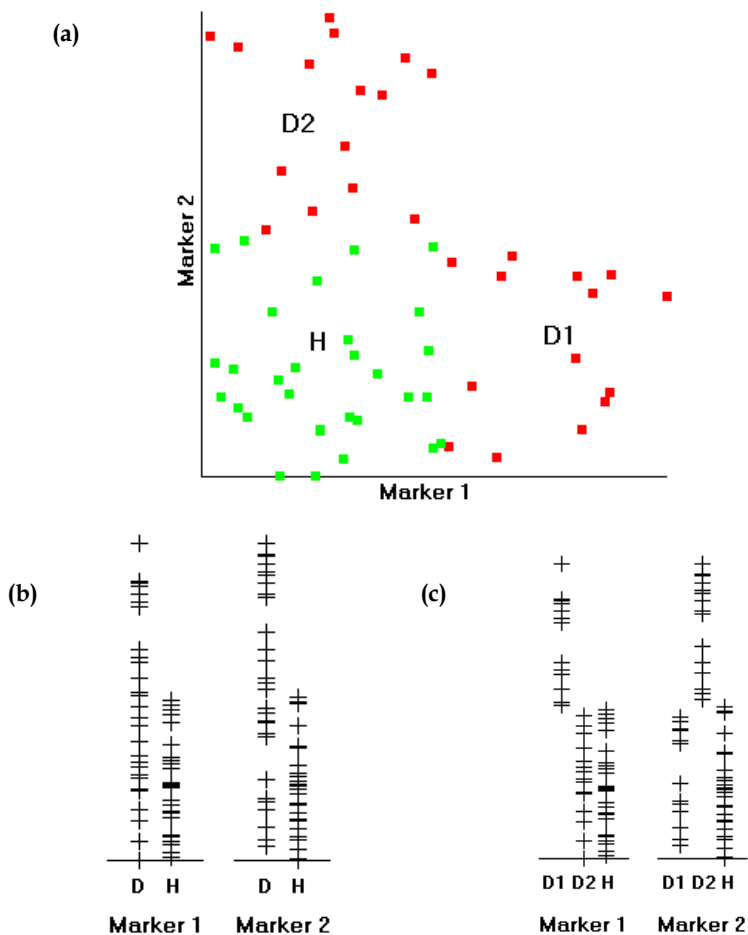 (a)
D2
Marker 2
H
D1
Marker 1
(b)
(c)
D H
D H
D1 D2 H
D1 D2 H
Marker 1
Marker 2
Marker 1
Marker 2